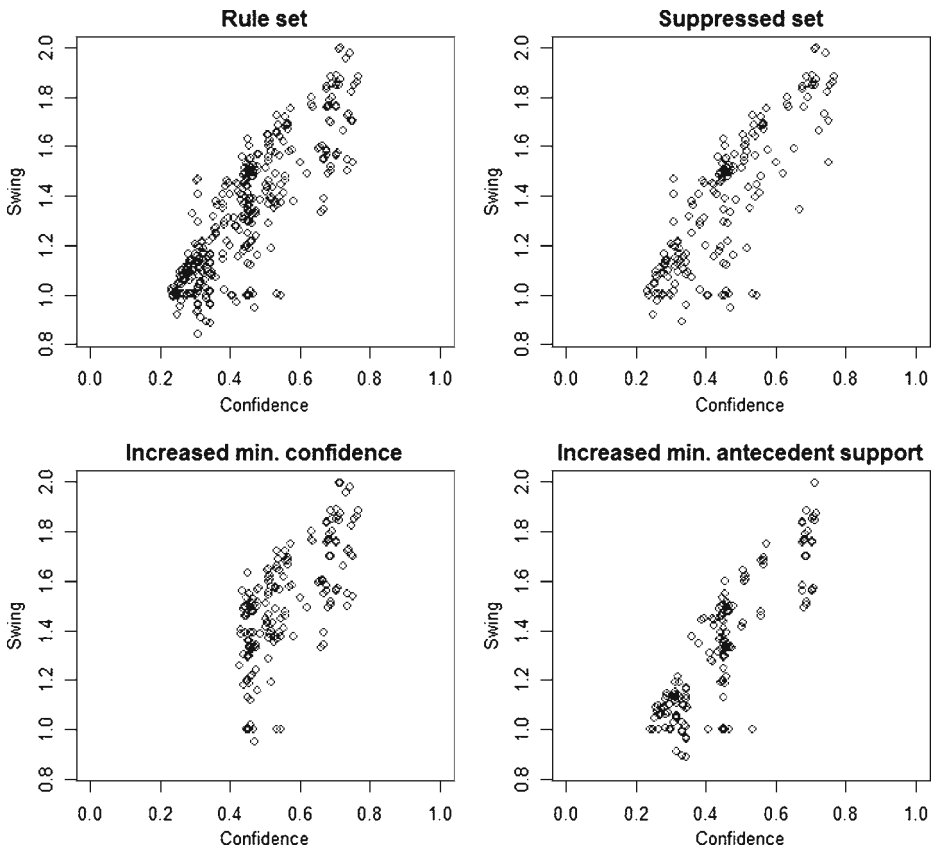 Rule set
Suppressed set
Swing
0.8 1.0 1.2 1.4 1.6 1.8 2.0
0.0 0.2 0.4 0.6 0.8 1.0
Confidence
Swing
0.8 1.0 1.2 1.4 1.6 1.8 2.0
0.0 0.2 0.4 0.6 0.8 1.0
Confidence
Increased min. confidence
Increased min. antecedent support
Swing
0.8 1.0 1.2 1.4 1.6 1.8 2.0
0.0 0.2 0.4 0.6 0.8 1.0
Confidence
Swing
0.8 1.0 1.2 1.4 1.6 1.8 2.0
0.0 0.2 0.4 0.6 0.8 1.0
Confidence